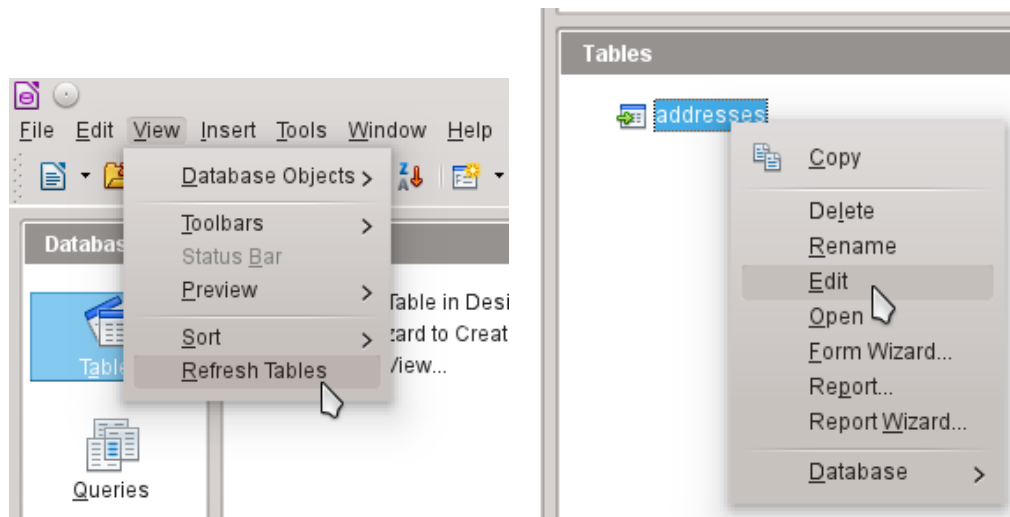 File Edit View Insert Tools Window Help
Database Objects
Toolbars
Status Bar
Preview
Sort
Refresh Tables
Databas
Table in Desi
zard to Creat
View...
Table
Queries
Tables
addresses
Copy
Delete
Rename
Edit
Open
Form Wizard...
Report...
Report Wizard...
Database